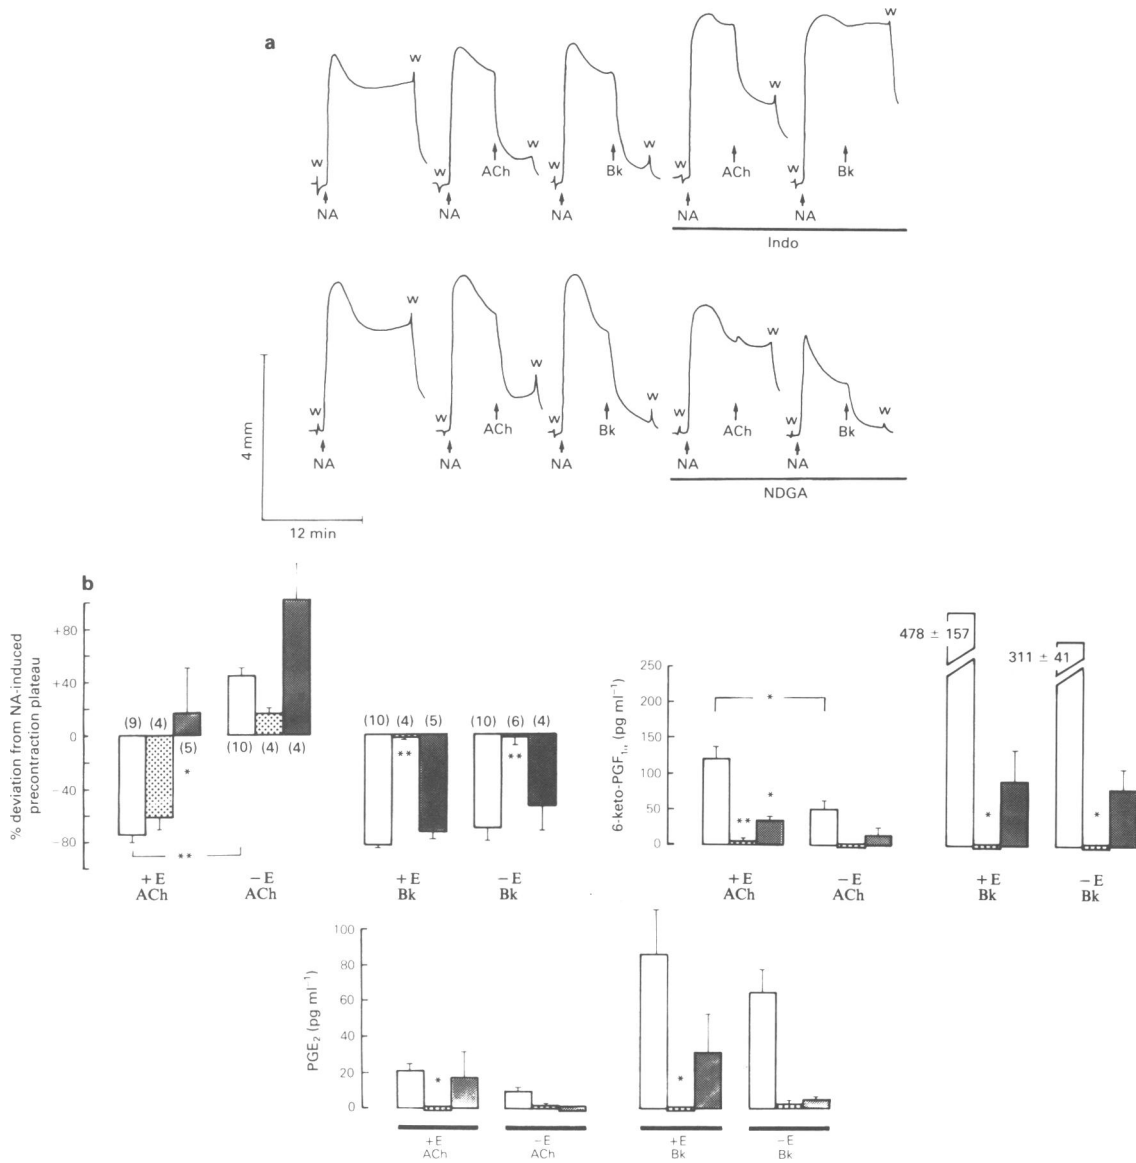 a
W W W W W
W W W W W
ACh Bk ACh Bk
NA NA NA NA NA
Indo
W W W W W
W W W W W
ACh Bk ACh Bk
NA NA NA NA NA
NDGA
4 mm
12 min
b
% deviation from NA-induced
precontraction plateau
+80
+40
0
−40
−80
(9) (4)
(5)
*
(10) (4) (4)
**
+E
ACh
−E
ACh
(10) (4) (5)
**
(10) (6) (4)
**
+E
Bk
−E
Bk
6-keto-PGF1α (pg ml−1)
250
200
150
100
50
0
*
**
*
+E
ACh
−E
ACh
478 ± 157
311 ± 41
*
*
+E
Bk
−E
Bk
PGE2 (pg ml−1)
100
80
60
40
20
0
*
*
+E
ACh
−E
ACh
+E
Bk
−E
Bk